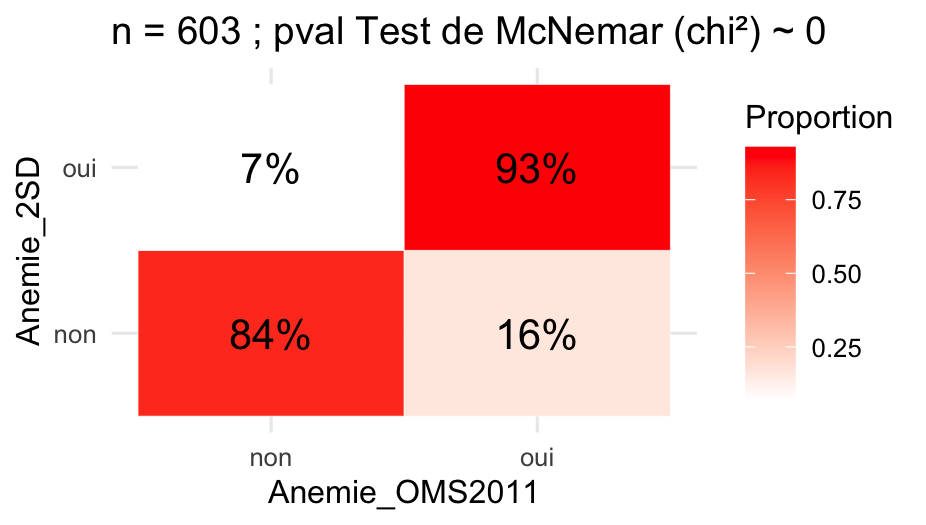 n = 603 ; pval Test de McNemar (chi²) ~ 0
Anemie_2SD
oui
non
7%
93%
84%
16%
non
oui
Anemie_OMS2011
Proportion
0.75
0.50
0.25